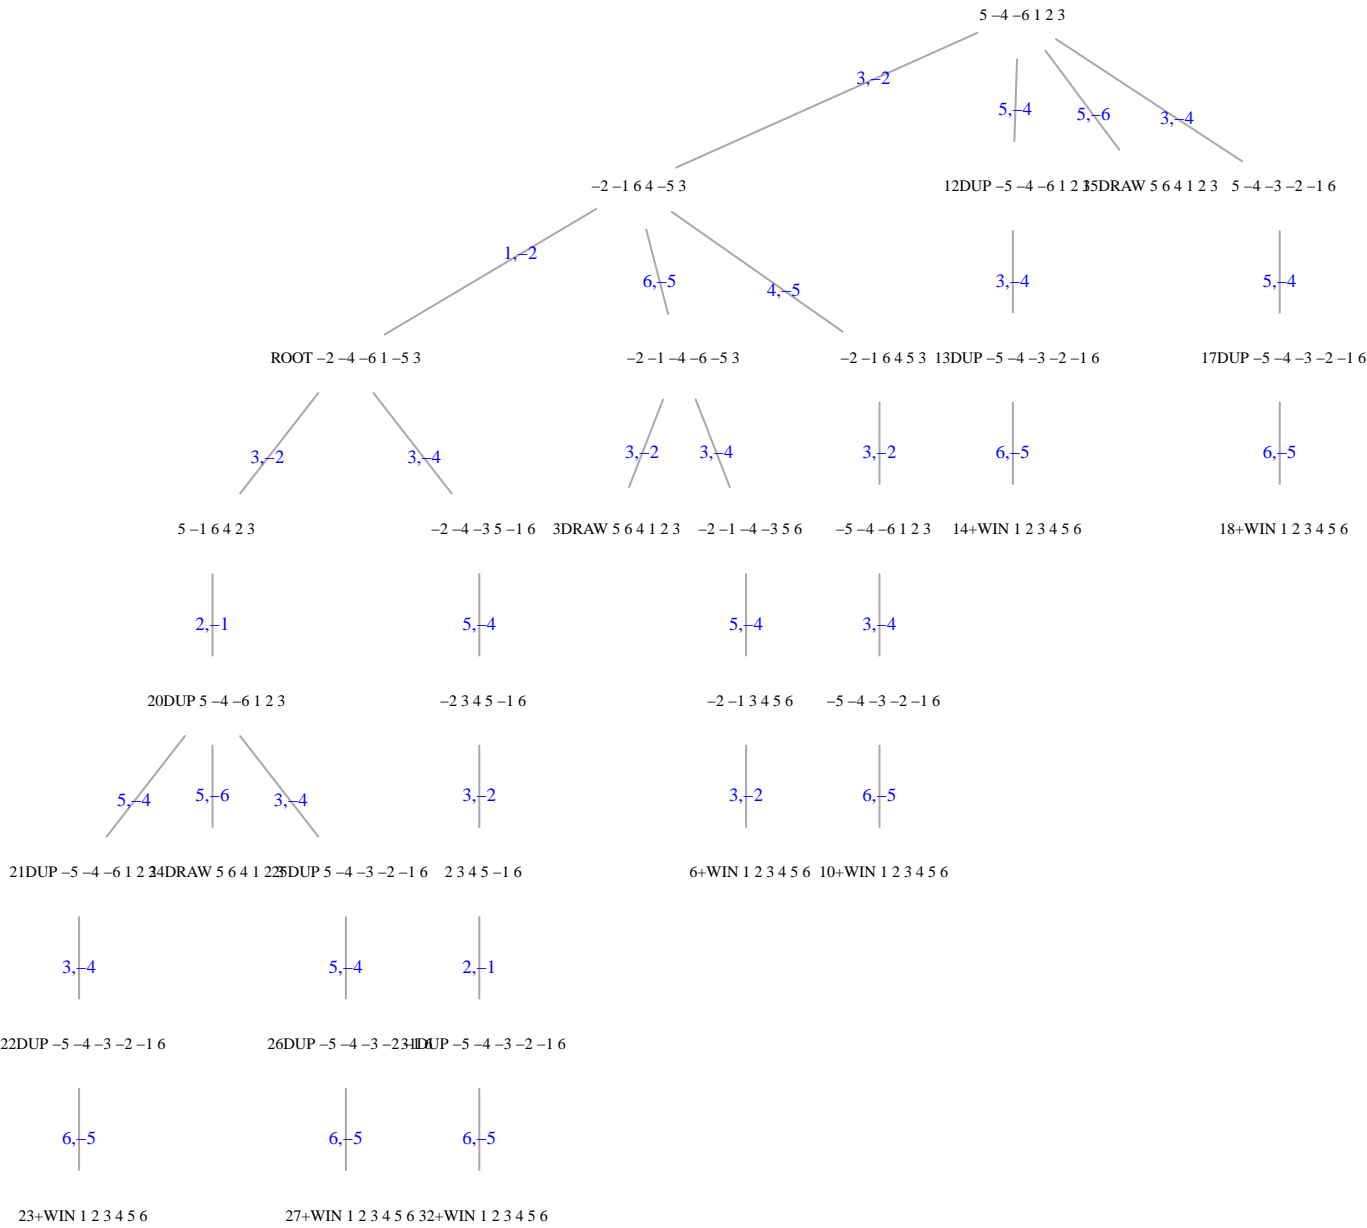 5 –4 –6 1 2 3
3,–2
5,–4
5,–6
3,–4
–2 –1 6 4 –5 3
12DUP –5 –4 –6 1 2 3
15DRAW 5 6 4 1 2 3
5 –4 –3 –2 –1 6
1,–2
6,–5
4,–5
3,–4
5,–4
ROOT –2 –4 –6 1 –5 3
–2 –1 –4 –6 –5 3
–2 –1 6 4 5 3
13DUP –5 –4 –3 –2 –1 6
17DUP –5 –4 –3 –2 –1 6
3,–2
3,–4
3,–2
3,–4
3,–2
6,–5
6,–5
5 –1 6 4 2 3
–2 –4 –3 5 –1 6
3DRAW 5 6 4 1 2 3
–2 –1 –4 –3 5 6
–5 –4 –6 1 2 3
14+WIN 1 2 3 4 5 6
18+WIN 1 2 3 4 5 6
2,–1
5,–4
5,–4
3,–4
20DUP 5 –4 –6 1 2 3
–2 3 4 5 –1 6
–2 –1 3 4 5 6
–5 –4 –3 –2 –1 6
5,–4
5,–6
3,–4
3,–2
3,–2
6,–5
21DUP –5 –4 –6 1 2 3
24DRAW 5 6 4 1 2 3
25DUP 5 –4 –3 –2 –1 6
2 3 4 5 –1 6
6+WIN 1 2 3 4 5 6
10+WIN 1 2 3 4 5 6
3,–4
5,–4
2,–1
22DUP –5 –4 –3 –2 –1 6
26DUP –5 –4 –3 –2 –1 6
31DUP –5 –4 –3 –2 –1 6
6,–5
6,–5
6,–5
23+WIN 1 2 3 4 5 6
27+WIN 1 2 3 4 5 6
32+WIN 1 2 3 4 5 6